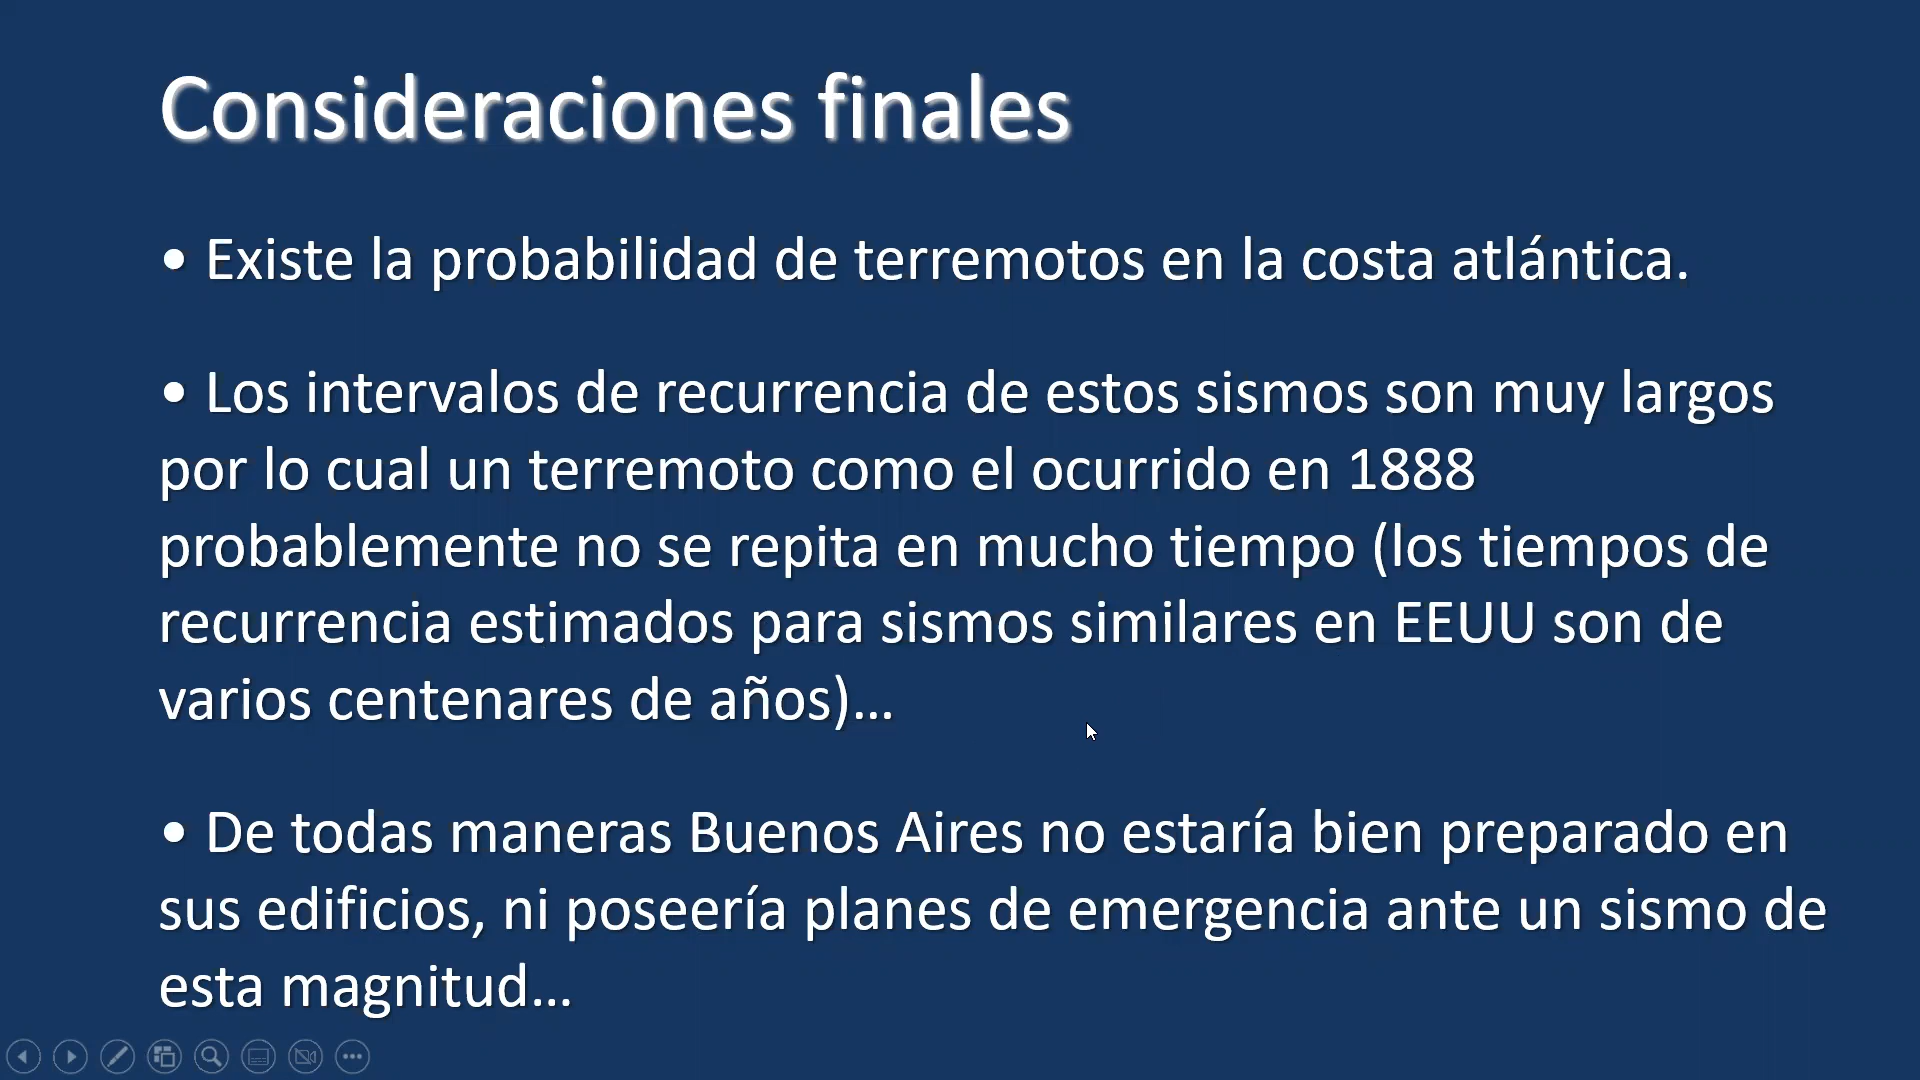 Consideraciones finales
• Existe la probabilidad de terremotos en la costa atlántica.
• Los intervalos de recurrencia de estos sismos son muy largos
por lo cual un terremoto como el ocurrido en 1888
probablemente no se repita en mucho tiempo (los tiempos de
recurrencia estimados para sismos similares en EEUU son de
varios centenares de años)...
• De todas maneras Buenos Aires no estaría bien preparado en
sus edificios, ni poseería planes de emergencia ante un sismo de
esta magnitud...